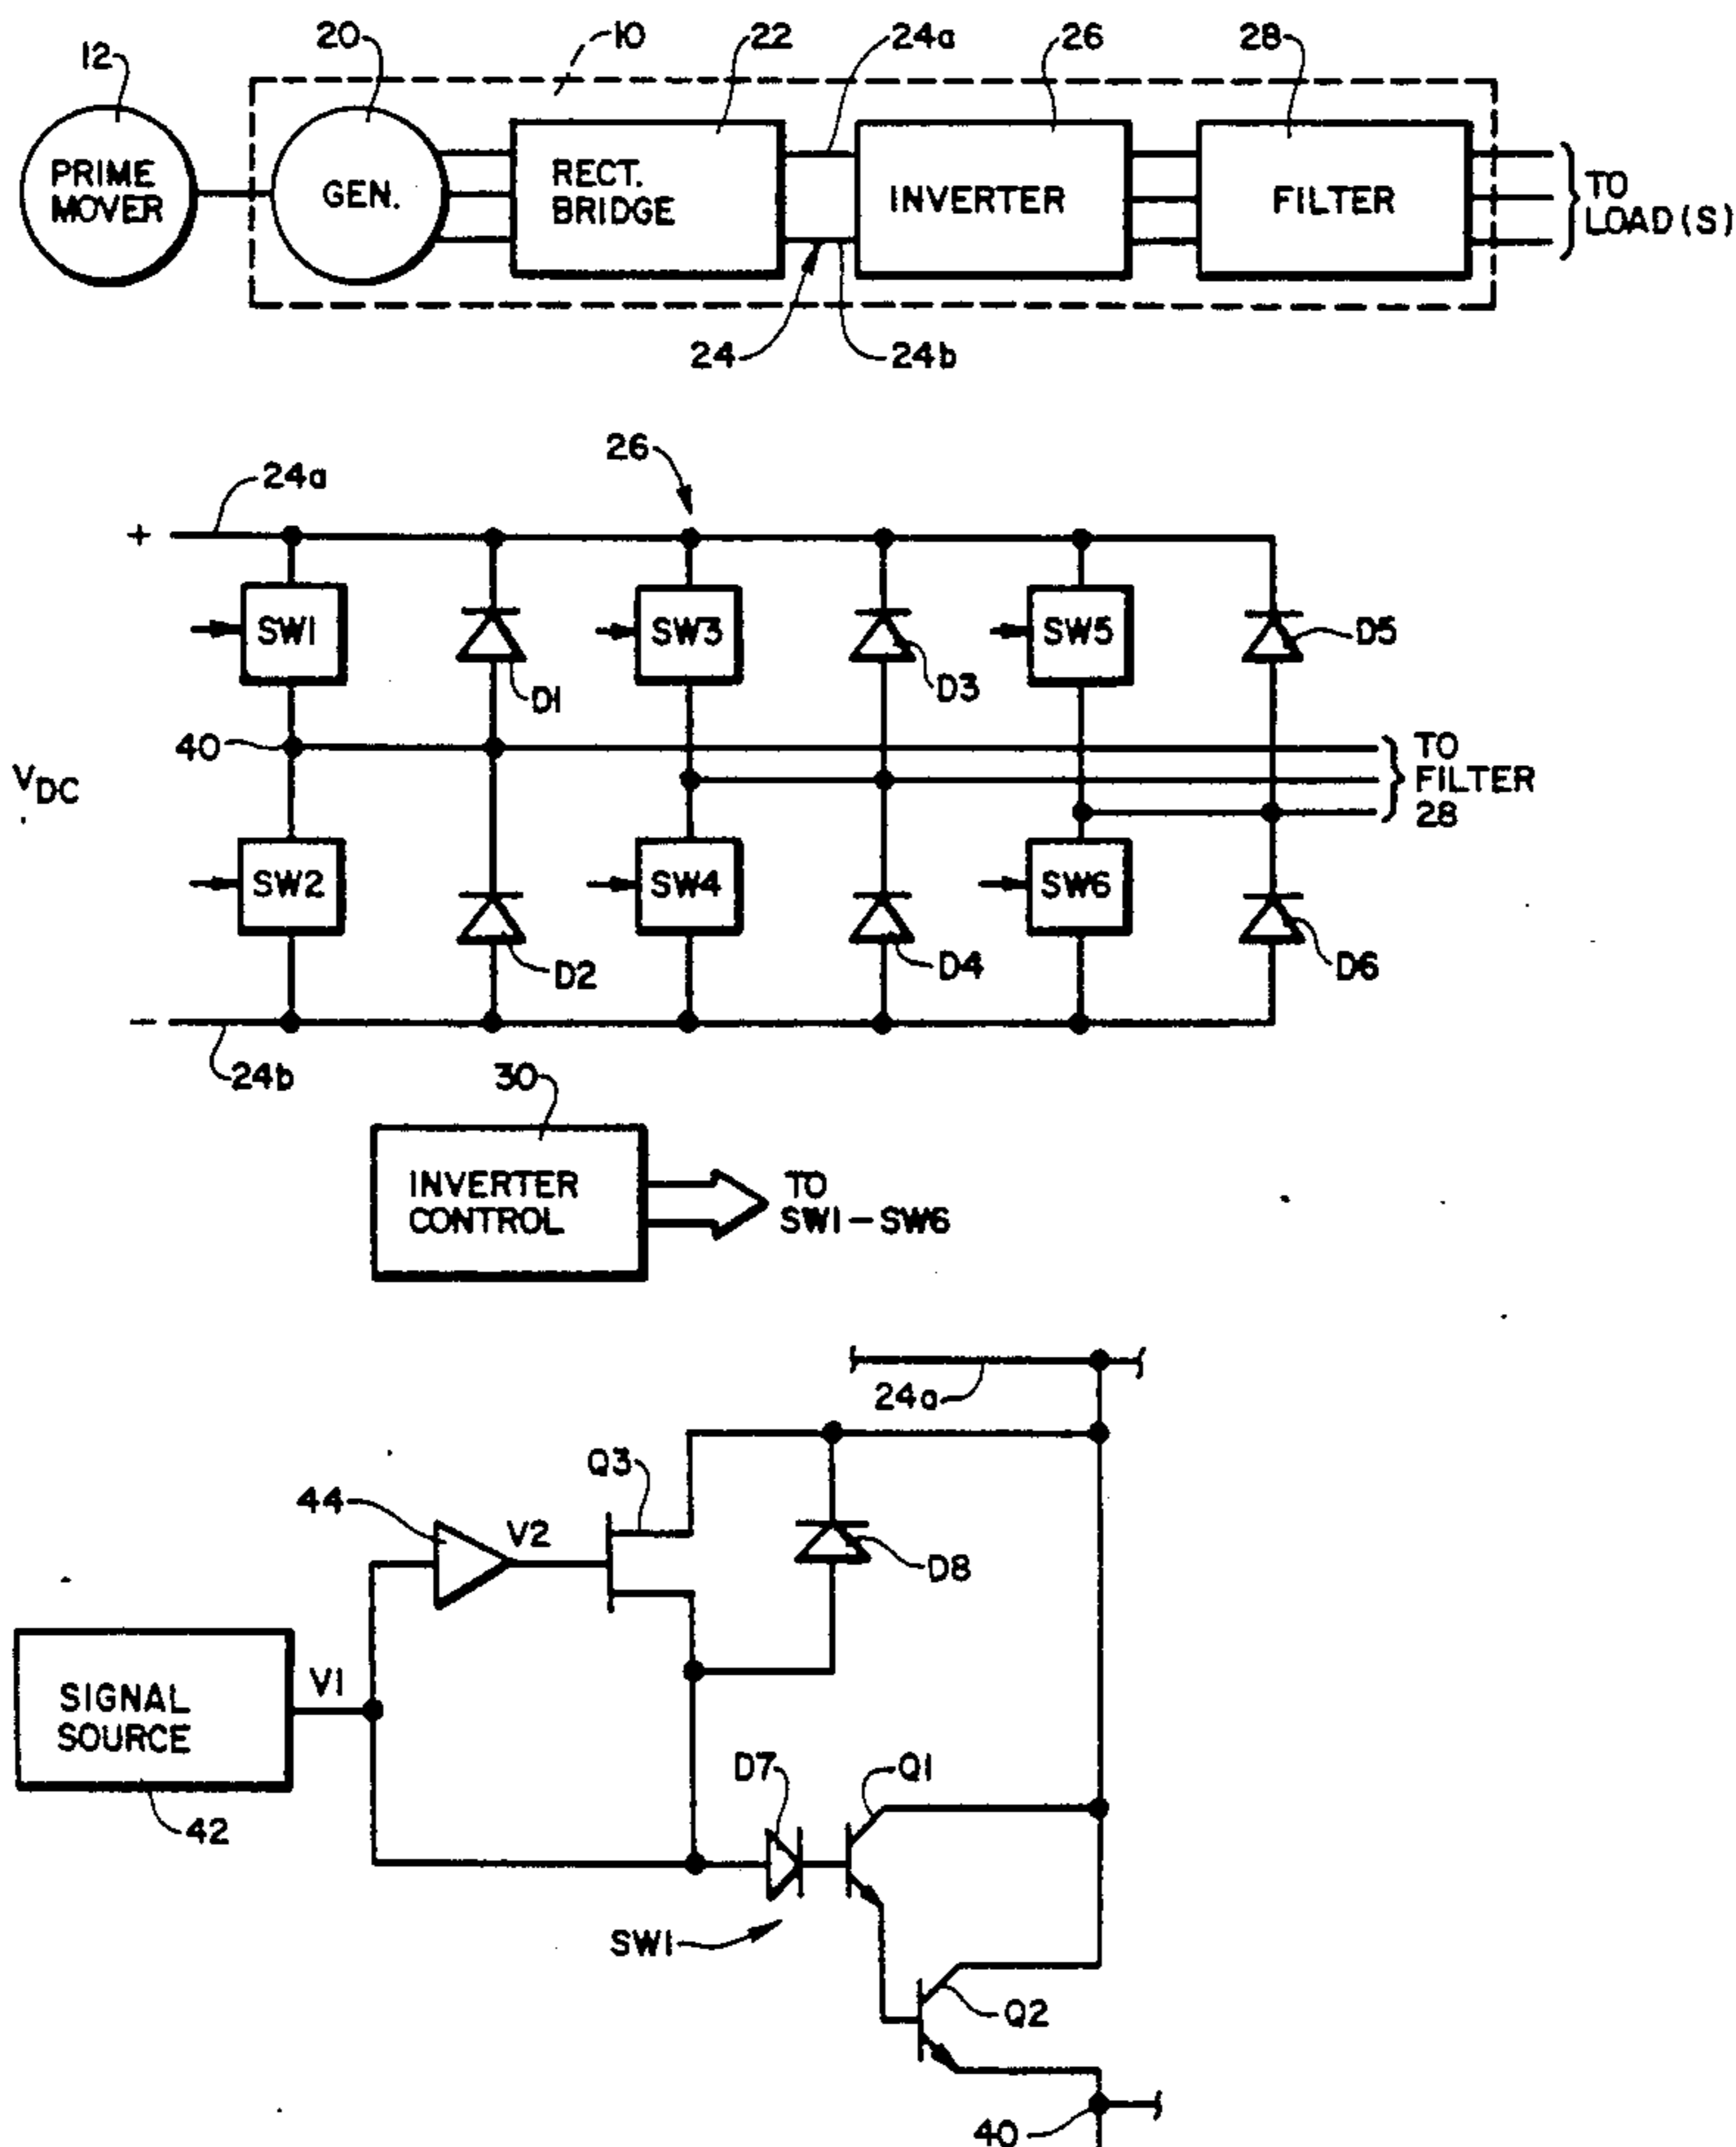 12
20
10
22
24a
26
28
PRIME
MOVER
GEN.
RECT.
BRIDGE
INVERTER
FILTER
TO
LOAD(S)
24
24b
26
24a
+
SW1
D1
SW3
D3
SW5
D5
40
VDC
TO
FILTER
28
SW2
D2
SW4
D4
SW6
D6
-
24b
30
INVERTER
CONTROL
TO
SW1-SW6
24a
Q3
44
V2
D8
SIGNAL
SOURCE
V1
42
D7
Q1
SW1
Q2
40